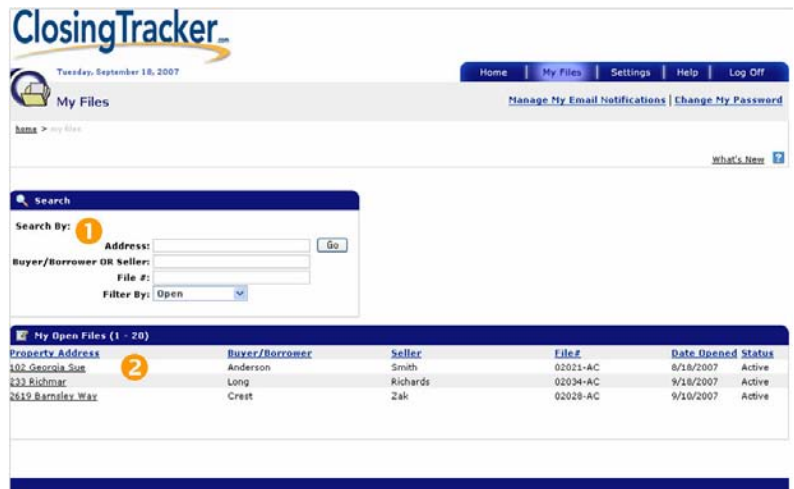 ClosingTracker.com
Tuesday, September 18, 2007
Home | My Files | Settings | Help | Log Off
My Files
Manage My Email Notifications | Change My Password
home > my files
What's New ?
Search
Search By: 1
Address: Go
Buyer/Borrower OR Seller:
File #:
Filter By: Open
My Open Files (1 - 20)
Property Address Buyer/Borrower Seller File# Date Opened Status
102 Georgia Sue Anderson Smith 02021-AC 8/18/2007 Active
2
233 Richmar Long Richards 02034-AC 9/18/2007 Active
2619 Barnsley Way Crest Zak 02028-AC 9/10/2007 Active